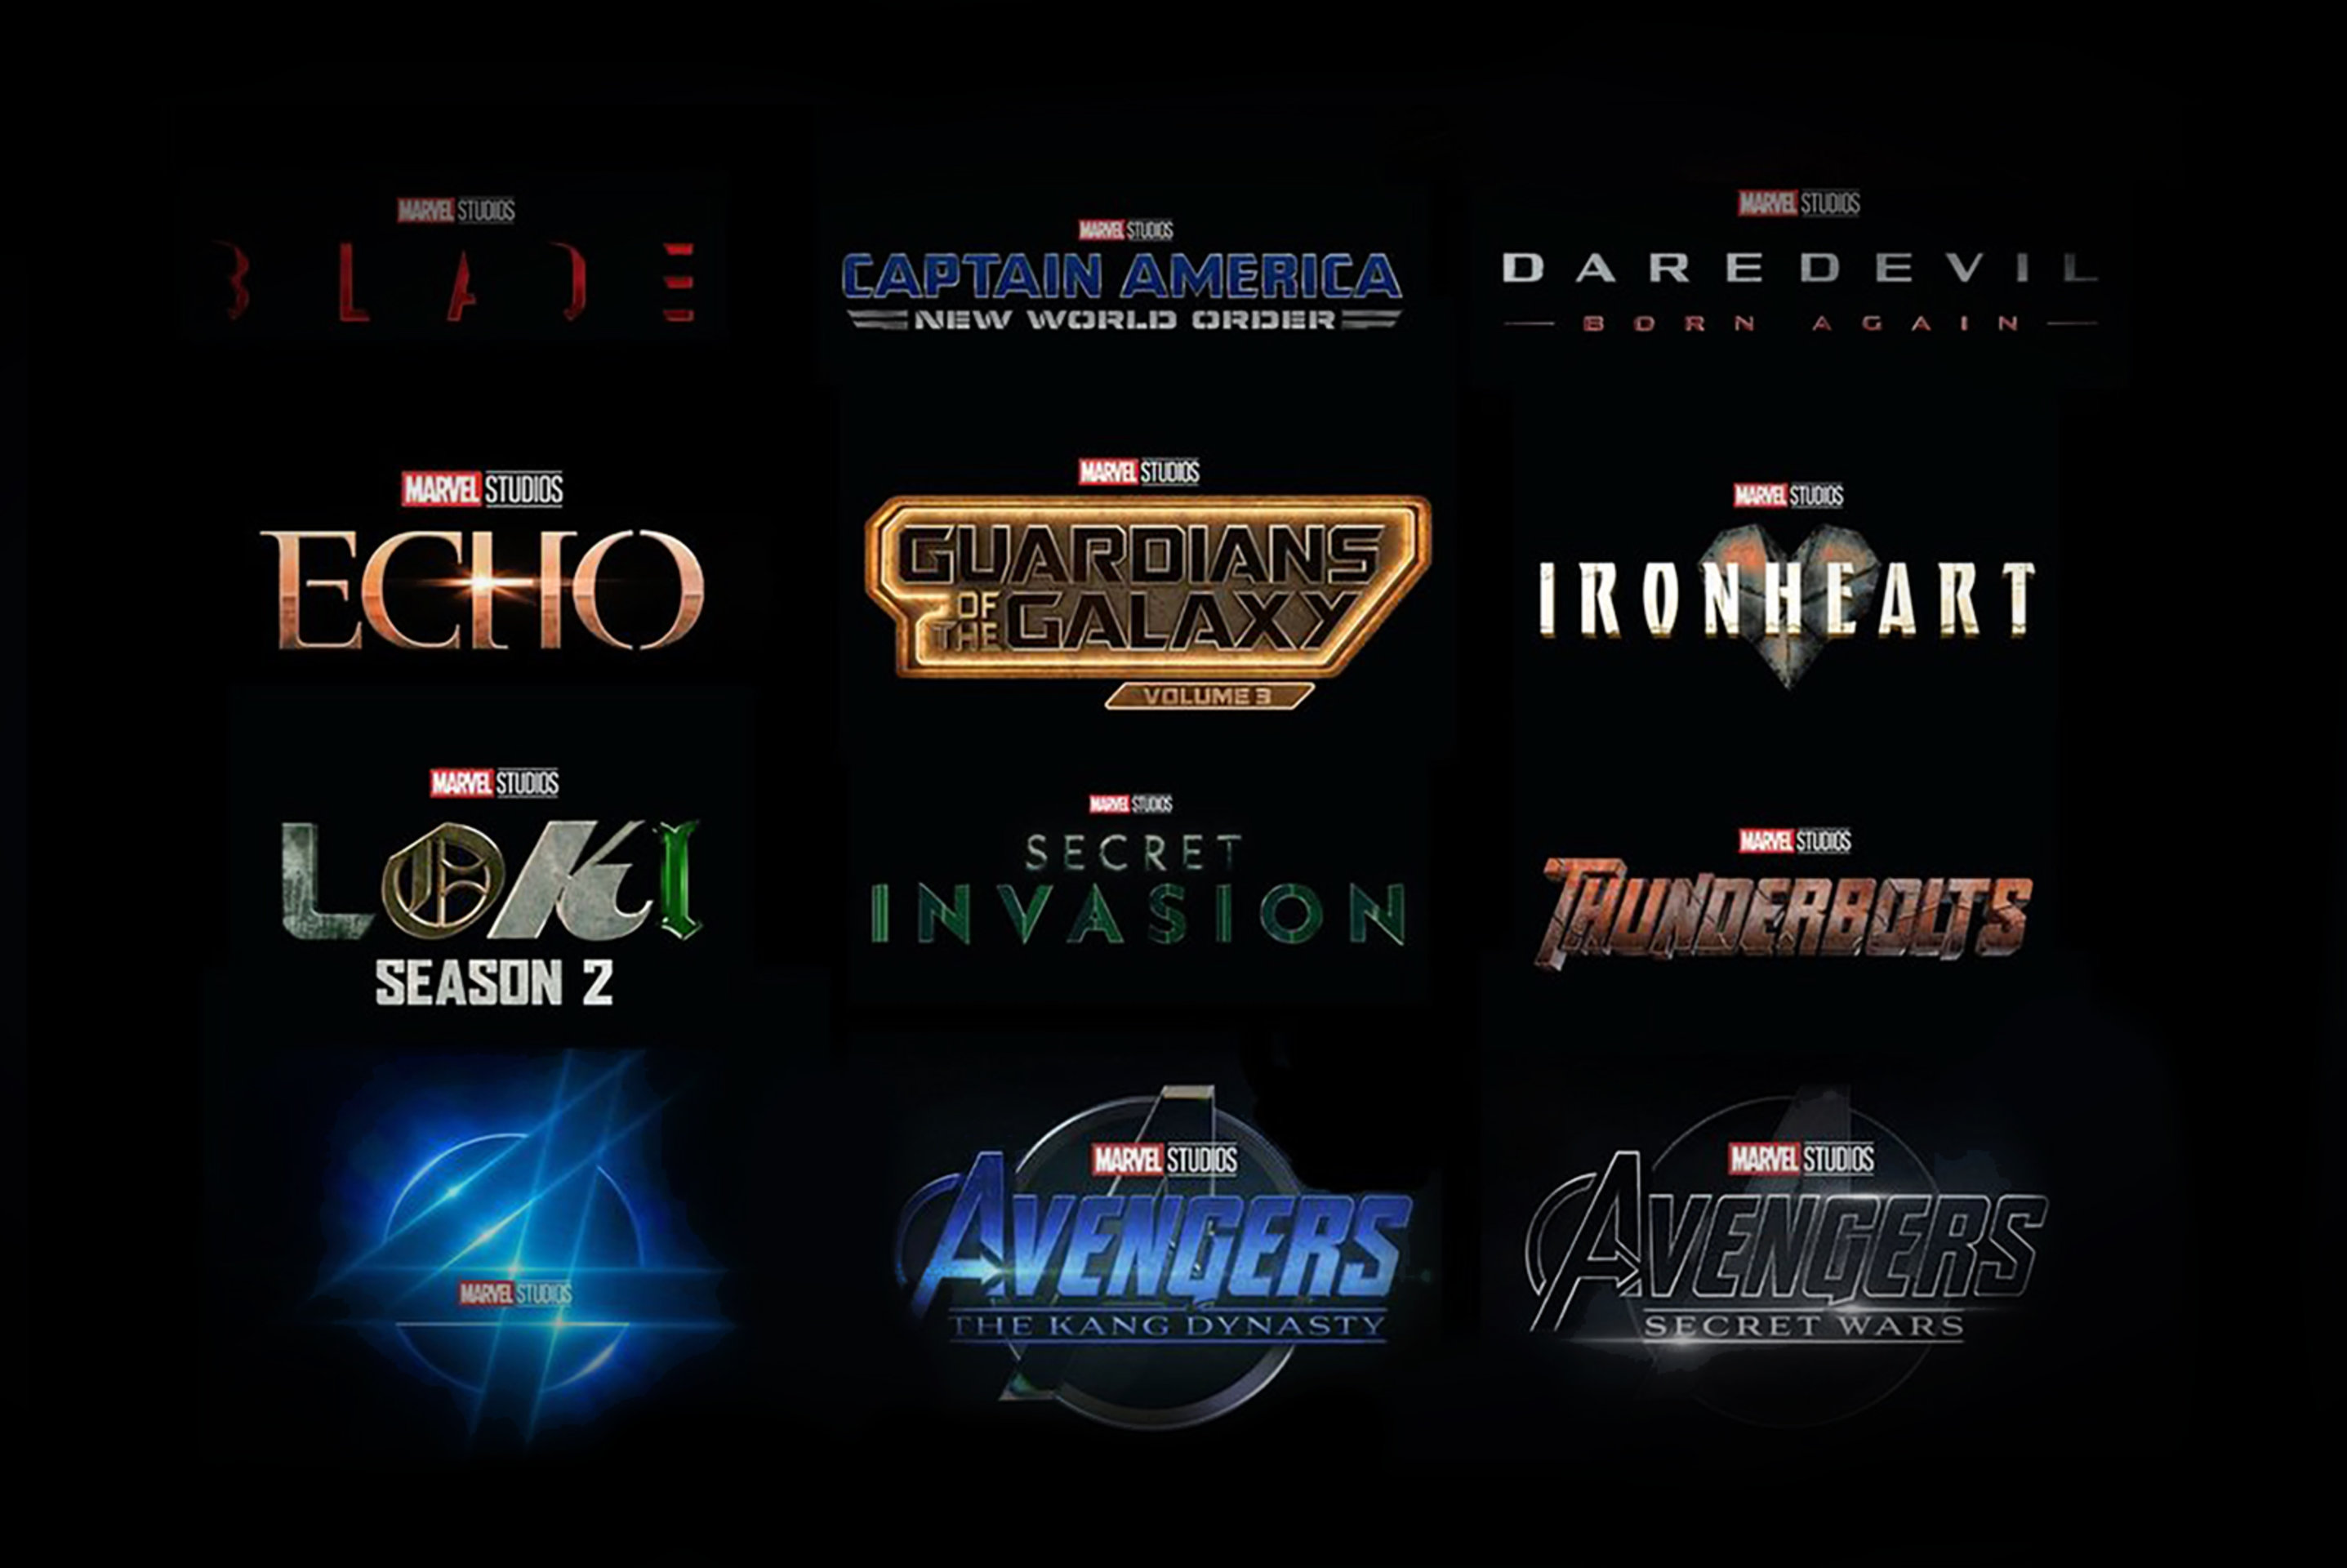 MARVEL STUDIOS
BLADE
MARVEL STUDIOS
CAPTAIN AMERICA
NEW WORLD ORDER
MARVEL STUDIOS
DAREDEVIL
BORN AGAIN
MARVEL STUDIOS
ECHO
MARVEL STUDIOS
GUARDIANS
OF THE GALAXY
VOLUME 3
MARVEL STUDIOS
IRONHEART
MARVEL STUDIOS
LOKI
SEASON 2
MARVEL STUDIOS
SECRET
INVASION
MARVEL STUDIOS
THUNDERBOLTS
4
MARVEL STUDIOS
MARVEL STUDIOS
AVENGERS
THE KANG DYNASTY
MARVEL STUDIOS
AVENGERS
SECRET WARS